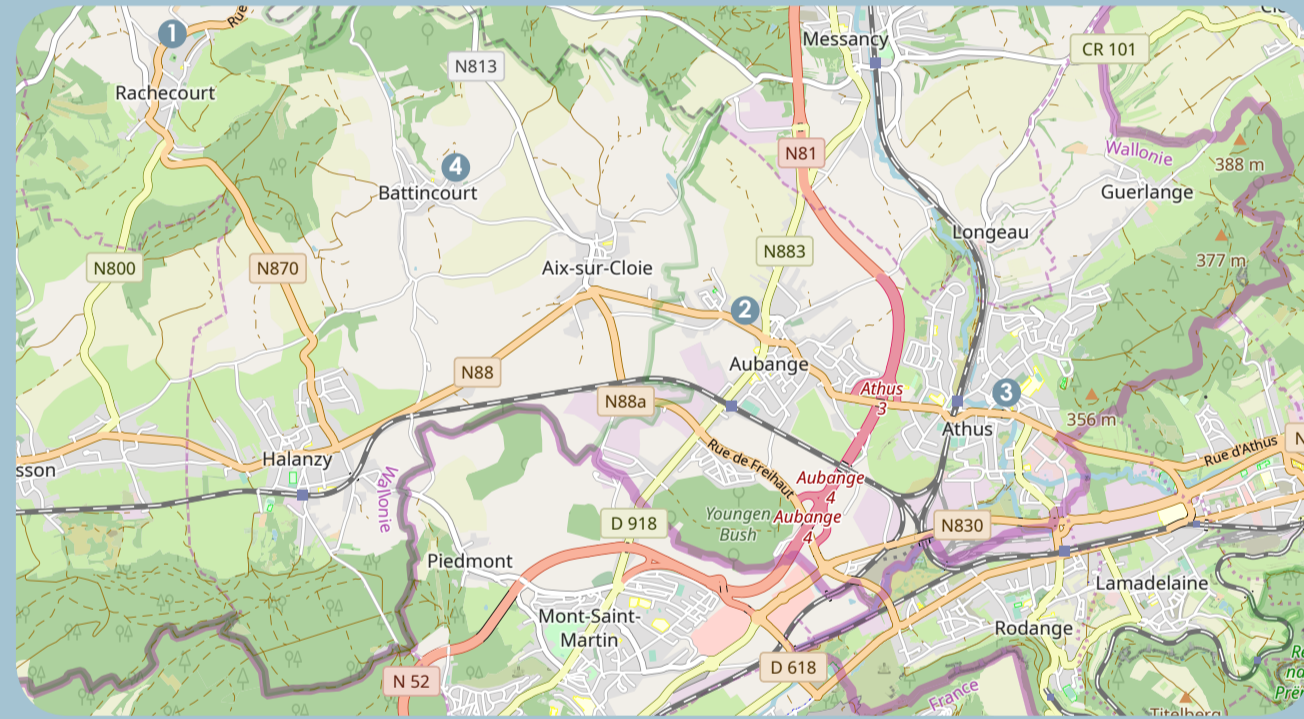 Rue
1
Messancy
CR 101
N813
Rachecourt
N81
Wallonie
388 m
4
Battincourt
Guerlange
Longeau
N883
377 m
N800
N870
Aix-sur-Cloie
2
Aubange
N88
Athus
3
3
N88a
356 m
Athus
Rue d'Athus
N
sson
Halanzy
Rue de Freihaut
Wallonie
Aubange
4
Youngen
Bush
Aubange
4
D 918
N830
Piedmont
Lamadelaine
Mont-Saint-
Martin
Rodange
D 618
N 52
France
Titelberg